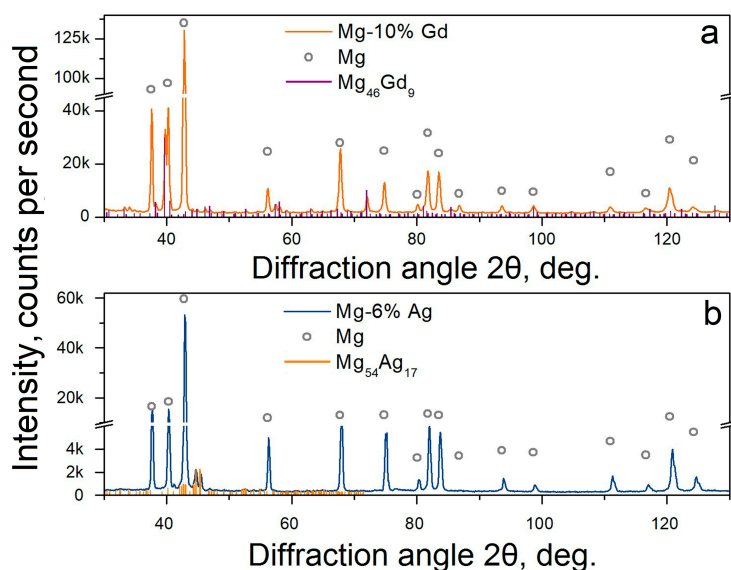 Intensity, counts per second
a
Mg-10% Gd
Mg
Mg46Gd9
125k
100k
40k
20k
0
40 60 80 100 120
Diffraction angle 2θ, deg.
b
Mg-6% Ag
Mg
Mg54Ag17
60k
40k
20k
4k
2k
0
40 60 80 100 120
Diffraction angle 2θ, deg.